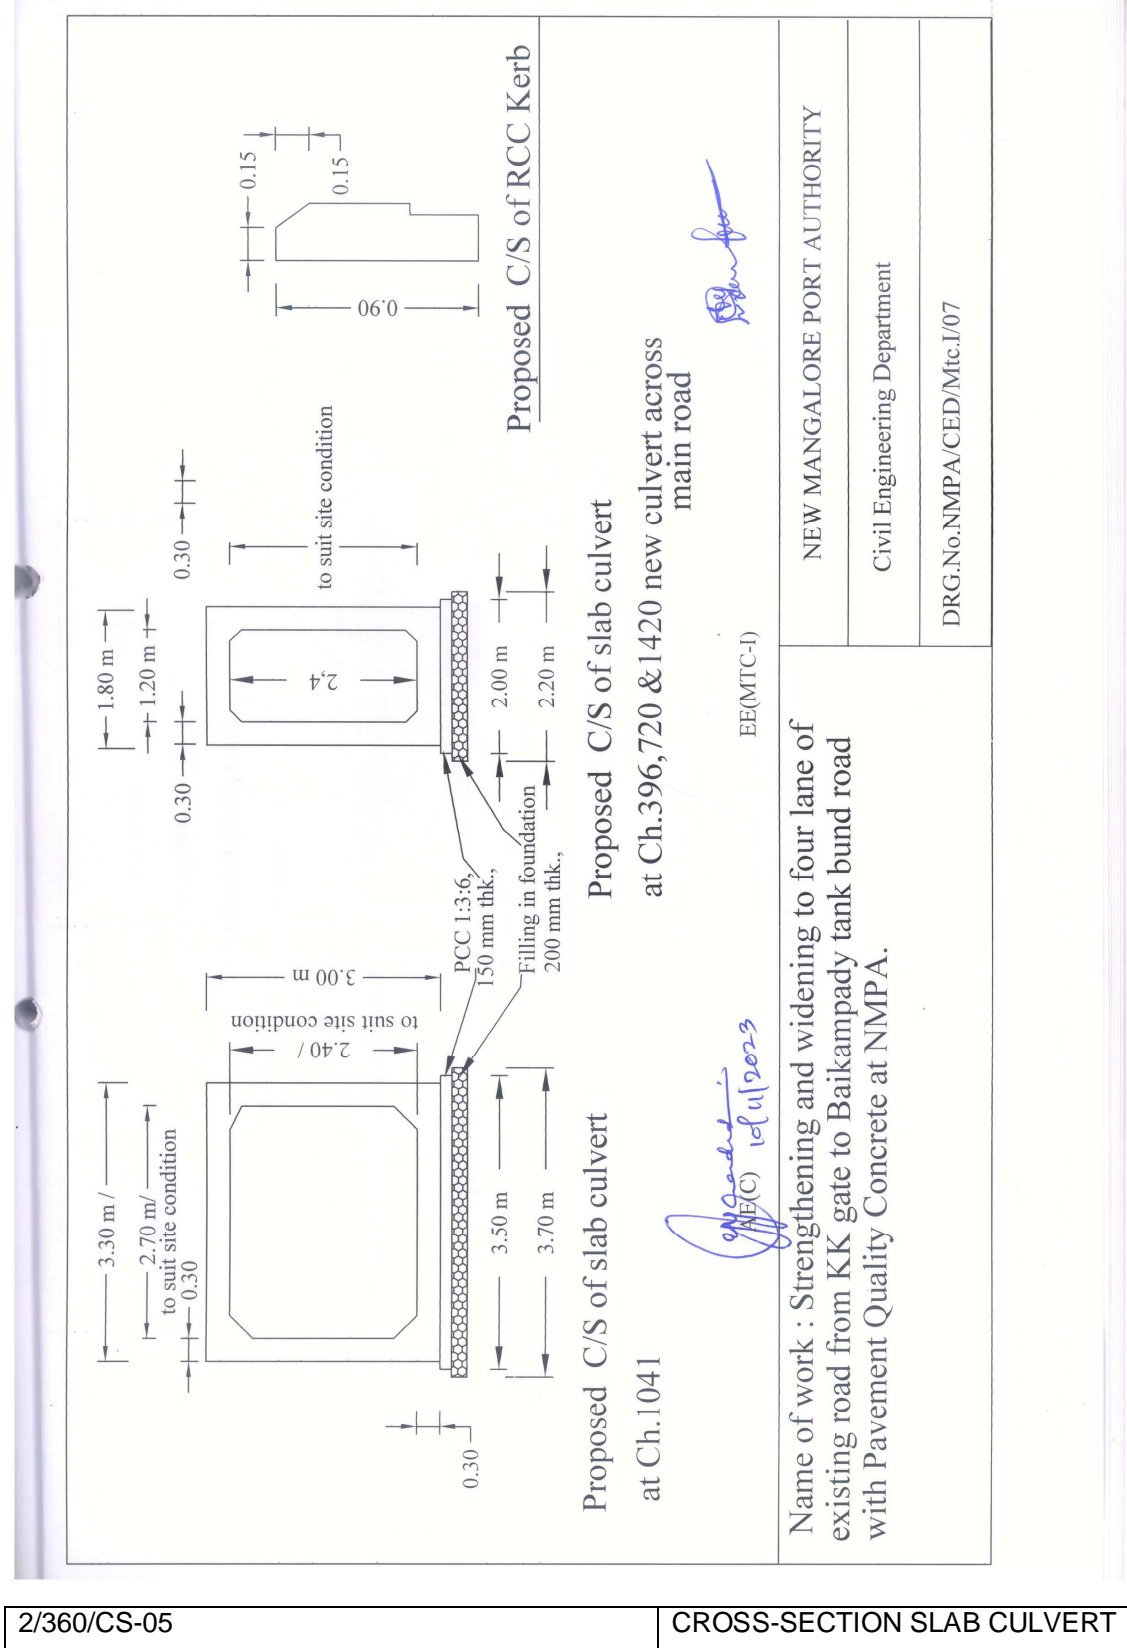 3.30 m /
2.70 m/
to suit site condition
0.30
2.40 /
to suit site condition
3.00 m
3.50 m
3.70 m
0.30
PCC 1:3:6,
150 mm thk.,
Filling in foundation
200 mm thk.,
Proposed C/S of slab culvert
at Ch.1041
1.80 m
1.20 m
0.30
0.30
2,4
to suit site condition
2.00 m
2.20 m
Proposed C/S of slab culvert
at Ch.396,720 &1420 new culvert across
main road
0.15
0.15
0.90
Proposed C/S of RCC Kerb
AE(C)
10/11/2023
EE(MTC-I)
Name of work : Strengthening and widening to four lane of
existing road from KK gate to Baikampady tank bund road
with Pavement Quality Concrete at NMPA.
NEW MANGALORE PORT AUTHORITY
Civil Engineering Department
DRG.No.NMPA/CED/Mtc.I/07
2/360/CS-05
CROSS-SECTION SLAB CULVERT